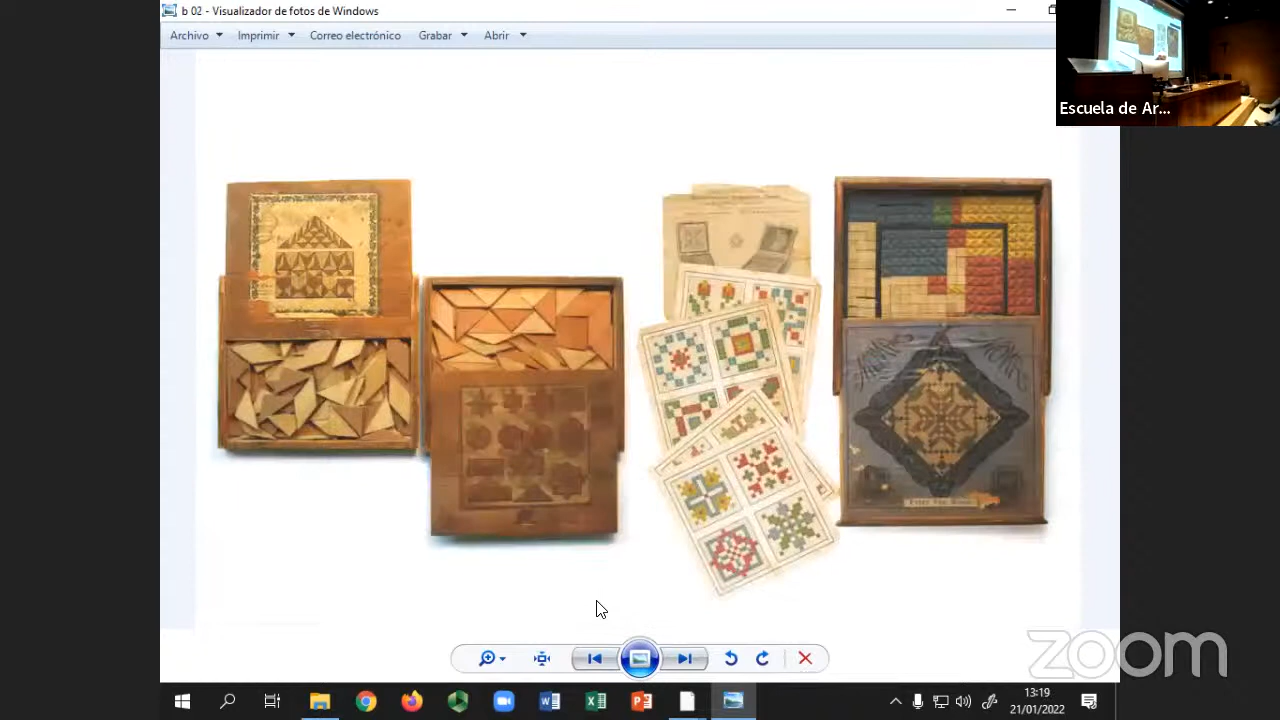 b 02 - Visualizador de fotos de Windows
Archivo
Imprimir
Correo electrónico
Grabar
Abrir
Escuela de Ar...
zoom
13:19
21/01/2022